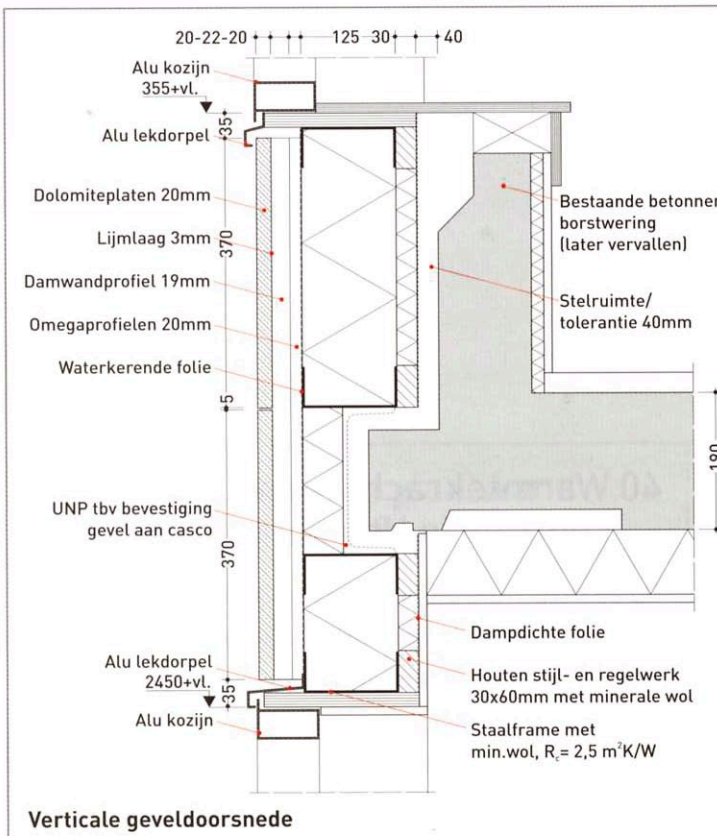 20-22-20
125
30
40
Alu kozijn
355+vl.
35
Alu lekdorpel
Dolomiteplaten 20mm
370
Lijmlaag 3mm
Damwandprofiel 19mm
Omegaprofielen 20mm
Waterkerende folie
5
UNP tbv bevestiging
gevel aan casco
370
Alu lekdorpel
2450+vl.
35
Alu kozijn
Bestaande betonnen
borstwering
(later vervallen)
Stelruimte/
tolerantie 40mm
190
Dampdichte folie
Houten stijl- en regelwerk
30x60mm met minerale wol
Staalframe met
min.wol, Rc= 2,5 m²K/W
Verticale geveldoorsnede